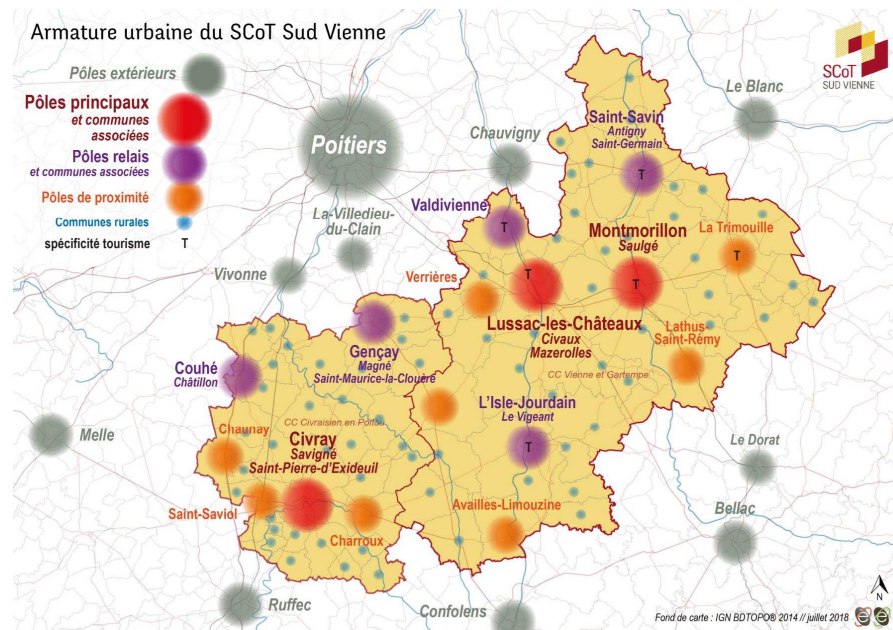 Armature urbaine du SCoT Sud Vienne
Pôles extérieurs
Pôles principaux
et communes
associées
Pôles relais
et communes associées
Pôles de proximité
Communes rurales
spécificité tourisme T
SCOT
SUD VIENNE
Le Blanc
Saint-Savin
Antigny
Saint-Germain
Chauvigny
Poitiers
T
Valdivienne
T
La-Villedieu-
du-Clain
Montmorillon
Saulgé
La Trimouille
T
Vivonne
Verrières
T
T
Lussac-les-Châteaux
Civaux
Mazerolles
Lathus-
Saint-Rémy
Gençay
Magné
Saint-Maurice-la-Clouère
Couhé
Châtillon
CC Vienne et Gartempe
L'Isle-Jourdain
Le Vigeant
T
CC Civraisien en Poitou
Melle
Chaunay
Civray
Savigné
Saint-Pierre-d'Exideuil
Le Dorat
Saint-Saviol
Charroux
Availles-Limouzine
Bellac
Ruffec
Confolens
N
Fond de carte : IGN BDTOPO® 2014 // juillet 2018